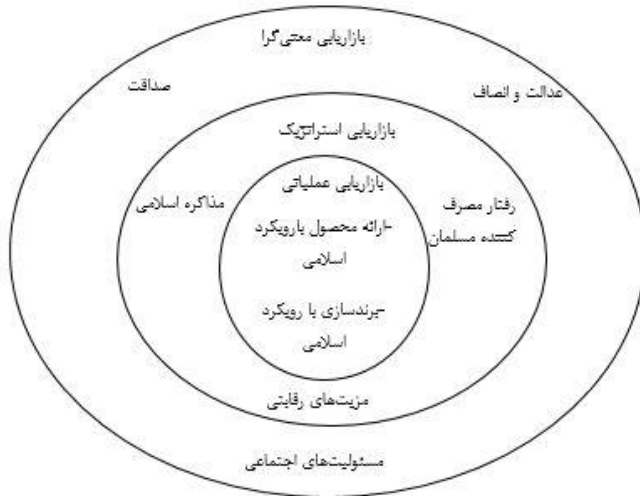 بازاریابی معنی‌گرا
عدالت و انصاف
صداقت
بازاریابی استراتژیک
بازاریابی عملیاتی
رفتار مصرف
کننده مسلمان
مذاکره اسلامی
-ارائه محصول بارویکرد
اسلامی
-برندسازی با رویکرد
اسلامی
مزیت‌های رقابتی
مسئولیت‌های اجتماعی